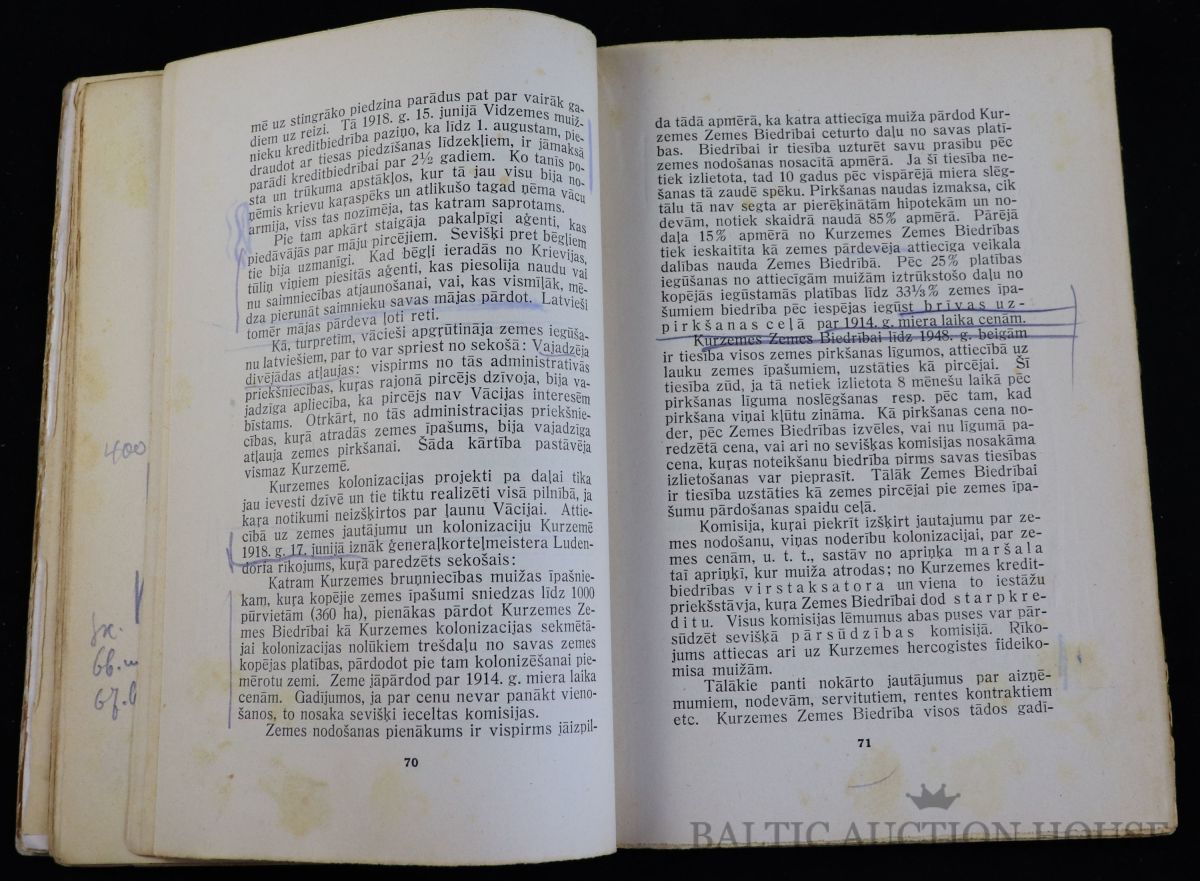 mē uz stingrāko piedzina parādus pat par vairāk ga-
diem uz reizi. Tā 1918. g. 15. junijā Vidzemes muiž-
nieku kreditbiedrība paziņo, ka līdz 1. augustam, pie-
draudot ar tiesas piedzīšanas līdzekļiem, ir jāmaksā
parādi kreditbiedrībai par 2½ gadiem. Ko tanīs po-
sta un trūkuma apstākļos, kur tā jau visu bija no-
ņēmis krievu kaŗaspēks un atlikušo tagad ņēma vācu
armija, viss tas nozīmēja, tas katram saprotams.
Pie tam apkārt staigāja pakalpīgi aģenti, kas
piedāvājās par māju pircējiem. Sevišķi pret bēgļiem
tie bija uzmanīgi. Kad bēgļi ieradās no Krievijas,
tūliņ viņiem piesitās aģenti, kas piesolīja naudu vai
nu saimniecības atjaunošanai, vai, kas vismīļāk, mē-
dza pierunāt saimnieku savas mājas pārdot. Latvieši
tomēr mājas pārdeva ļoti reti.
Kā, turpretim, vācieši apgrūtināja zemes iegūša-
nu latviešiem, par to var spriest no sekošā: Vajadzēja
divējādas atļaujas: vispirms no tās administratīvās
priekšniecības, kuŗas rajonā pircējs dzīvoja, bija va-
jadzīga apliecība, ka pircējs nav Vācijas interesēm
bīstams. Otrkārt, no tās administracijas priekšnie-
cības, kuŗā atradās zemes īpašums, bija vajadzīga
atļauja zemes pirkšanai. Šāda kārtība pastāvēja
vismaz Kurzemē.
Kurzemes kolonizacijas projekti pa daļai tika
jau ievesti dzīvē un tie tiktu realizēti visā pilnībā, ja
kaŗa notikumi neizšķirtos par ļaunu Vācijai. Attie-
cībā uz zemes jautājumu un kolonizaciju Kurzemē
1918. g. 17. junijā iznāk ģeneraļkorteļmeistera Luden-
dorfa rīkojums, kuŗā paredzēts sekošais:
Katram Kurzemes bruņniecības muižas īpašnie-
kam, kuŗa kopējie zemes īpašumi sniedzas līdz 1000
pūrvietām (360 ha), pienākas pārdot Kurzemes Ze-
mes Biedrībai kā Kurzemes kolonizacijas sekmētā-
jai kolonizacijas nolūkiem trešdaļu no savas zemes
kopējas platības, pārdodot pie tam kolonizēšanai pie-
mērotu zemi. Zeme jāpārdod par 1914. g. miera laika
cenām. Gadījumos, ja par cenu nevar panākt vieno-
šanos, to nosaka sevišķi ieceltas komisijas.
Zemes nodošanas pienākums ir vispirms jāizpil-
70
400
66.
67.
da tādā apmērā, ka katra attiecīga muiža pārdod Kur-
zemes Zemes Biedrībai ceturto daļu no savas platī-
bas. Biedrībai ir tiesība uzturēt savu prasību pēc
zemes nodošanas nosacītā apmērā. Ja šī tiesība ne-
tiek izlietota, tad 10 gadus pēc vispārējā miera slēg-
šanas tā zaudē spēku. Pirkšanas naudas izmaksa, cik
tālu tā nav segta ar pierēķinātām hipotekām un no-
devām, notiek skaidrā naudā 85% apmērā. Pārējā
daļa 15% apmērā no Kurzemes Zemes Biedrības
tiek ieskaitīta kā zemes pārdevēja attiecīga veikala
dalības nauda Zemes Biedrībā. Pēc 25% platības
iegūšanas no attiecīgām muižām iztrūkstošo daļu no
kopējās iegūstamās platības līdz 33⅓% zemes īpa-
šumiem biedrība pēc iespējas iegūst brīvas uz-
pirkšanas ceļā par 1914. g. miera laika cenām.
Kurzemes Zemes Biedrībai līdz 1948. g. beigām
ir tiesība visos zemes pirkšanas līgumos, attiecībā uz
lauku zemes īpašumiem, uzstāties kā pircējai. Šī
tiesība zūd, ja tā netiek izlietota 8 mēnešu laikā pēc
pirkšanas līguma noslēgšanas resp. pēc tam, kad
pirkšana viņai kļūtu zināma. Kā pirkšanas cena no-
der, pēc Zemes Biedrības izvēles, vai nu līgumā pa-
redzētā cena, vai ari no sevišķas komisijas nosakāma
cena, kuŗas noteikšanu biedrība pirms savas tiesības
izlietošanas var pieprasīt. Tālāk Zemes Biedrībai
ir tiesība uzstāties kā zemes pircējai pie zemes īpa-
šumu pārdošanas spaidu ceļā.
Komisija, kuŗai piekrīt izšķirt jautajumu par ze-
mes nodošanu, viņas noderību kolonizacijai, par ze-
mes cenām, u. t. t., sastāv no apriņķa maršala
taī apriņķī, kur muiža atrodas; no Kurzemes kredit-
biedrības virstaksatora un viena to iestāžu
priekšstāvja, kuŗa Zemes Biedrībai dod starpkre-
ditu. Visus komisijas lēmumus abas puses var pār-
sūdzēt sevišķā pārsūdzības komisijā. Rīko-
jums attiecas ari uz Kurzemes hercogistes fideiko-
misa muižām.
Tālākie panti nokārto jautājumus par aizņē-
mumiem, nodevām, servitutiem, rentes kontraktiem
etc. Kurzemes Zemes Biedrība visos tādos gadī-
71
BALTIC AUCTION HOUSE